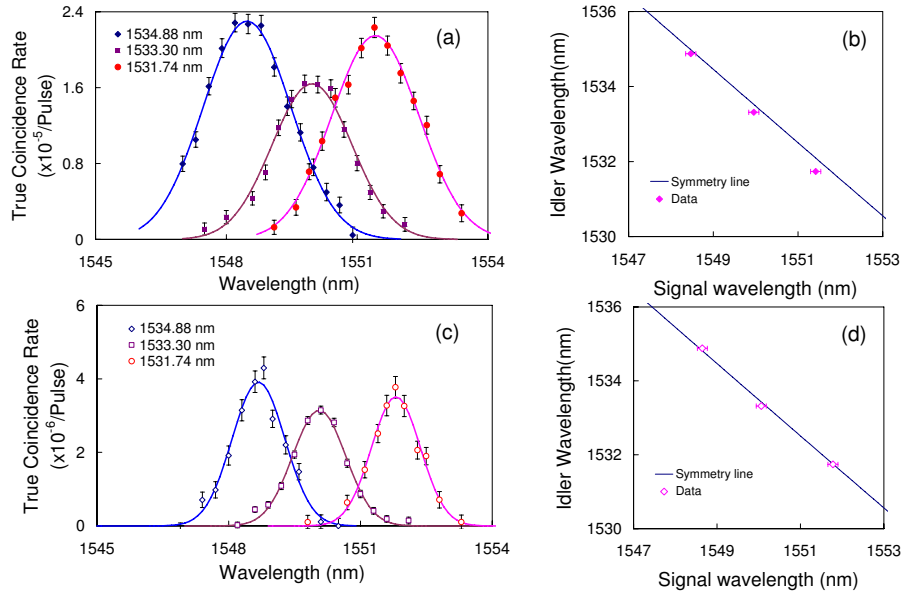 True Coincidence Rate
(x10-5/Pulse)
2.4
1.6
0.8
0
1534.88 nm
1533.30 nm
1531.74 nm
(a)
1545
1548
1551
1554
Wavelength (nm)
Idler Wavelength(nm)
1536
1534
1532
1530
(b)
Symmetry line
Data
1547
1549
1551
1553
Signal wavelength (nm)
True Coincidence Rate
(x10-6/Pulse)
6
4
2
0
1534.88 nm
1533.30 nm
1531.74 nm
(c)
1545
1548
1551
1554
Wavelength (nm)
Idler Wavelength(nm)
1536
1534
1532
1530
(d)
Symmetry line
Data
1547
1549
1551
1553
Signal wavelength (nm)